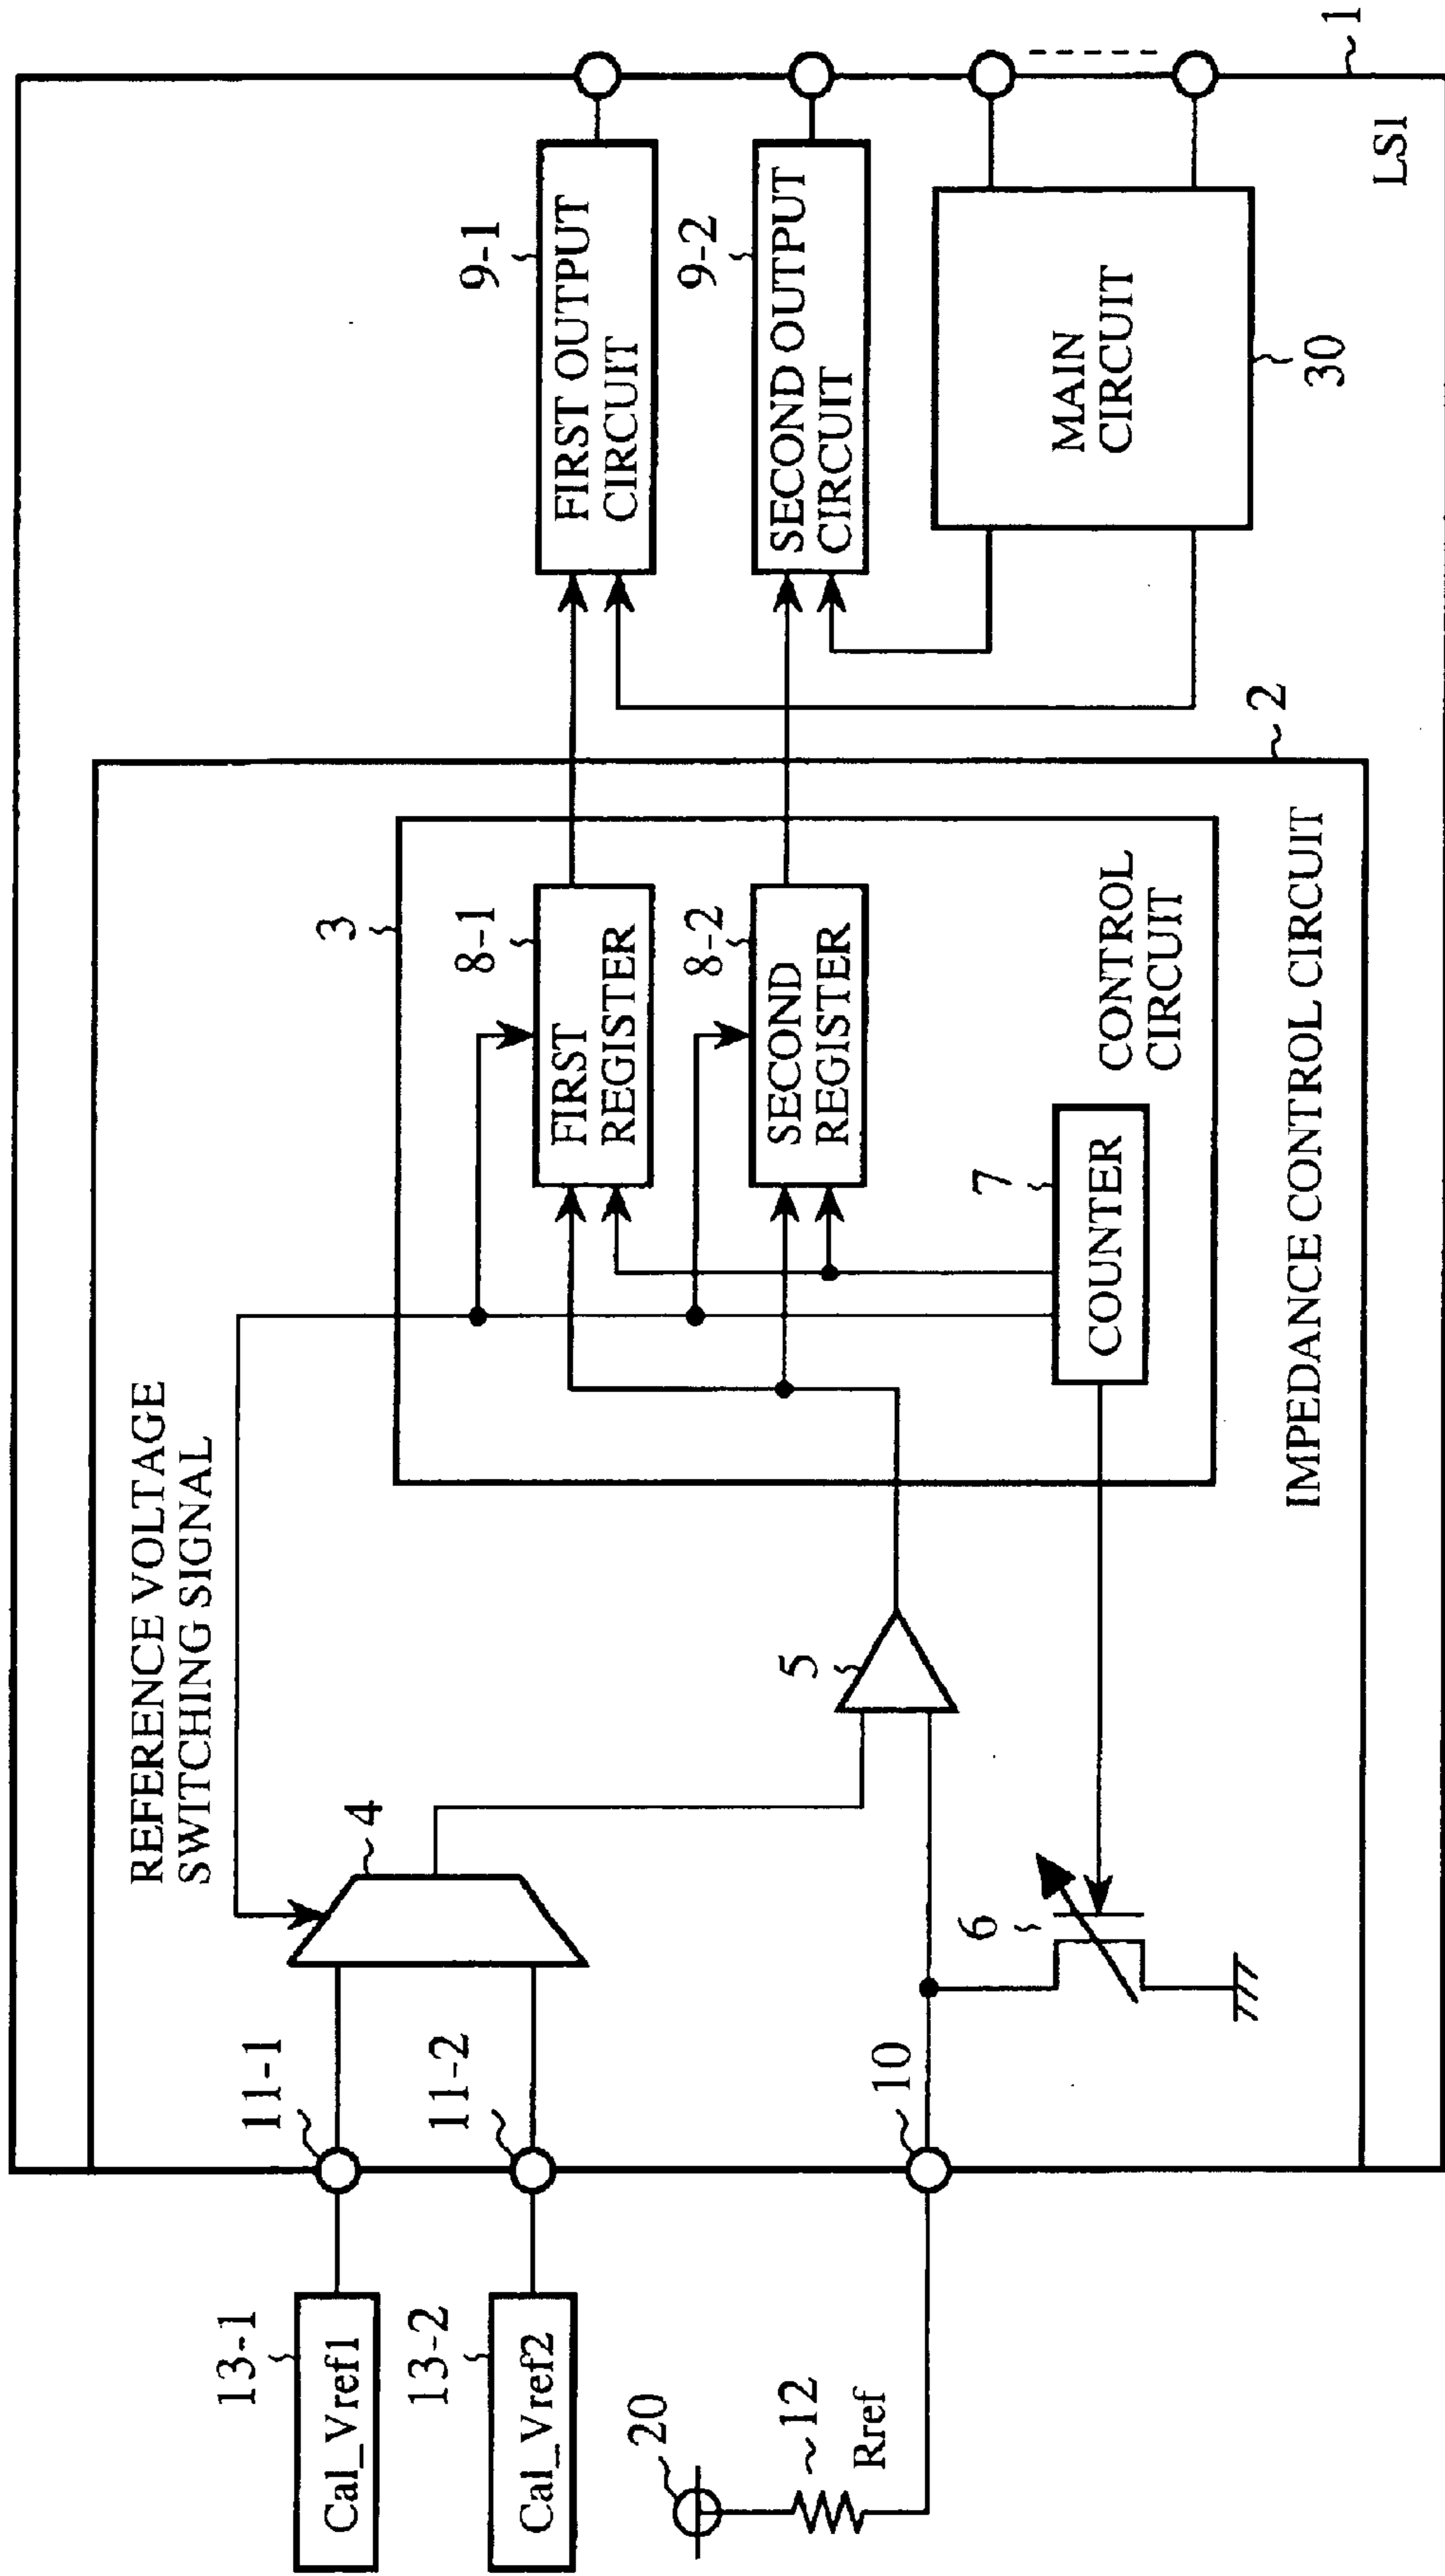 REFERENCE VOLTAGE
SWITCHING SIGNAL
13-1
Cal_Vref1
11-1
4
13-2
Cal_Vref2
11-2
20
12
Rref
10
5
6
3
8-1
FIRST
REGISTER
8-2
SECOND
REGISTER
7
COUNTER
CONTROL
CIRCUIT
IMPEDANCE CONTROL CIRCUIT
2
9-1
FIRST OUTPUT
CIRCUIT
9-2
SECOND OUTPUT
CIRCUIT
MAIN
CIRCUIT
30
LSI
1